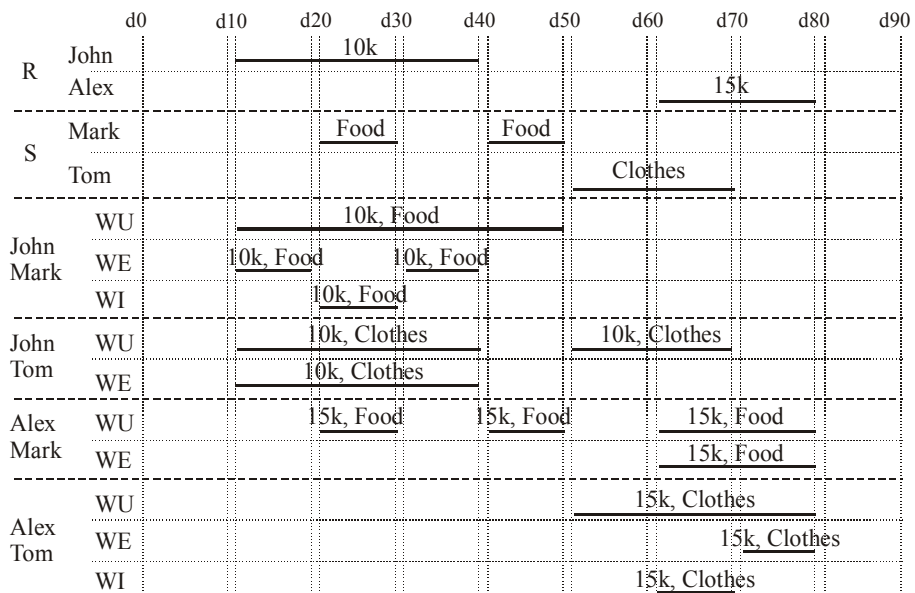 d0 d10 d20 d30 d40 d50 d60 d70 d80 d90
R John 10k
Alex 15k
S Mark Food Food
Tom Clothes
John Mark WU 10k, Food
WE 10k, Food 10k, Food
WI 10k, Food
John Tom WU 10k, Clothes 10k, Clothes
WE 10k, Clothes
Alex Mark WU 15k, Food 15k, Food 15k, Food
WE 15k, Food
Alex Tom WU 15k, Clothes
WE 15k, Clothes
WI 15k, Clothes